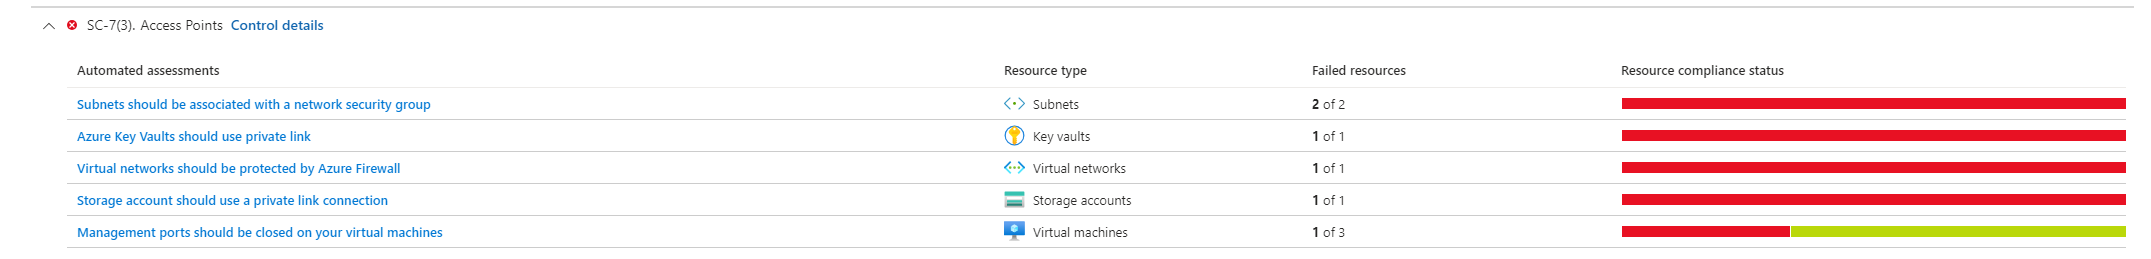 SC-7(3). Access Points Control details
Automated assessments Resource type Failed resources Resource compliance status
Subnets should be associated with a network security group Subnets 2 of 2
Azure Key Vaults should use private link Key vaults 1 of 1
Virtual networks should be protected by Azure Firewall Virtual networks 1 of 1
Storage account should use a private link connection Storage accounts 1 of 1
Management ports should be closed on your virtual machines Virtual machines 1 of 3